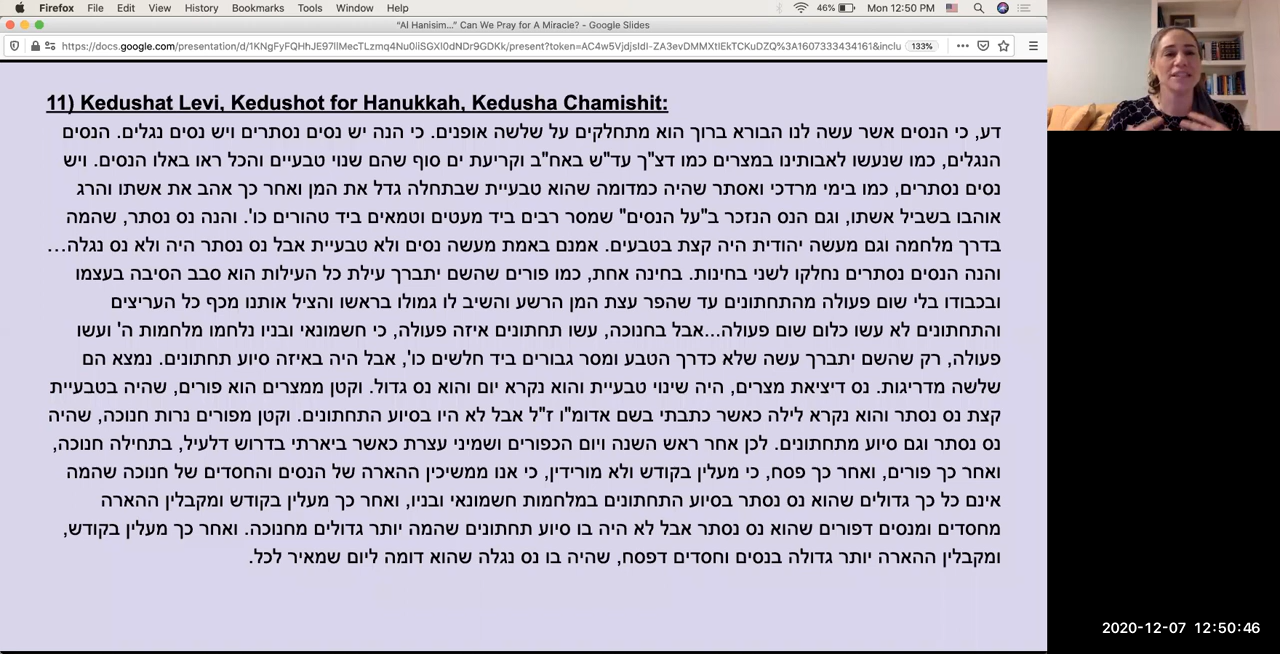 Firefox File Edit View History Bookmarks Tools Window Help 46% Mon 12:50 PM
"Al Hanisim…" Can We Pray for A Miracle? - Google Slides
133%
11) Kedushat Levi, Kedushot for Hanukkah, Kedusha Chamishit:
דע, כי הנסים אשר עשה לנו הבורא ברוך הוא מתחלקים על שלשה אופנים. כי הנה יש נסים נסתרים ויש נסים נגלים. הנסים
הנגלים, כמו שנעשו לאבותינו במצרים כמו דצ"ך עד"ש באח"ב וקריעת ים סוף שהם שנוי טבעיים והכל ראו באלו הנסים. ויש
נסים נסתרים, כמו בימי מרדכי ואסתר שהיה כמדומה שהוא טבעיית שבתחלה גדל את המן ואחר כך אהב את אשתו והרג
אוהבו בשביל אשתו, וגם הנס הנזכר ב"על הנסים" שמסר רבים ביד מעטים וטמאים ביד טהורים כו'. והנה נס נסתר, שהמה
בדרך מלחמה וגם מעשה יהודית היה קצת בטבעים. אמנם באמת מעשה נסים ולא טבעיית אבל נס נסתר היה ולא נס נגלה…
והנה הנסים נסתרים נחלקו לשני בחינות. בחינה אחת, כמו פורים שהשם יתברך עילת כל העילות הוא סבב הסיבה בעצמו
ובכבודו בלי שום פעולה מהתחתונים עד שהפר עצת המן הרשע והשיב לו גמולו בראשו והציל אותנו מכף כל העריצים
והתחתונים לא עשו כלום שום פעולה…אבל בחנוכה, עשו תחתונים איזה פעולה, כי חשמונאי ובניו נלחמו מלחמות ה' ועשו
פעולה, רק שהשם יתברך עשה שלא כדרך הטבע ומסר גבורים ביד חלשים כו', אבל היה באיזה סיוע תחתונים. נמצא הם
שלשה מדריגות. נס דיציאת מצרים, היה שינוי טבעיית והוא נקרא יום והוא נס גדול. וקטן ממצרים הוא פורים, שהיה בטבעיית
קצת נס נסתר והוא נקרא לילה כאשר כתבתי בשם אדומ"ו ז"ל אבל לא היו בסיוע התחתונים. וקטן מפורים נרות חנוכה, שהיה
נס נסתר וגם סיוע מתחתונים. לכן אחר ראש השנה ויום הכפורים ושמיני עצרת כאשר ביארתי בדרוש דלעיל, בתחילה חנוכה,
ואחר כך פורים, ואחר כך פסח, כי מעלין בקודש ולא מורידין, כי אנו ממשיכין ההארה של הנסים והחסדים של חנוכה שהמה
אינם כל כך גדולים שהוא נס נסתר בסיוע התחתונים במלחמות חשמונאי ובניו, ואחר כך מעלין בקודש ומקבלין ההארה
מחסדים ומנסים דפורים שהוא נס נסתר אבל לא היה בו סיוע תחתונים שהמה יותר גדולים מחנוכה. ואחר כך מעלין בקודש,
ומקבלין ההארה יותר גדולה בנסים וחסדים דפסח, שהיה בו נס נגלה שהוא דומה ליום שמאיר לכל.
2020-12-07 12:50:46